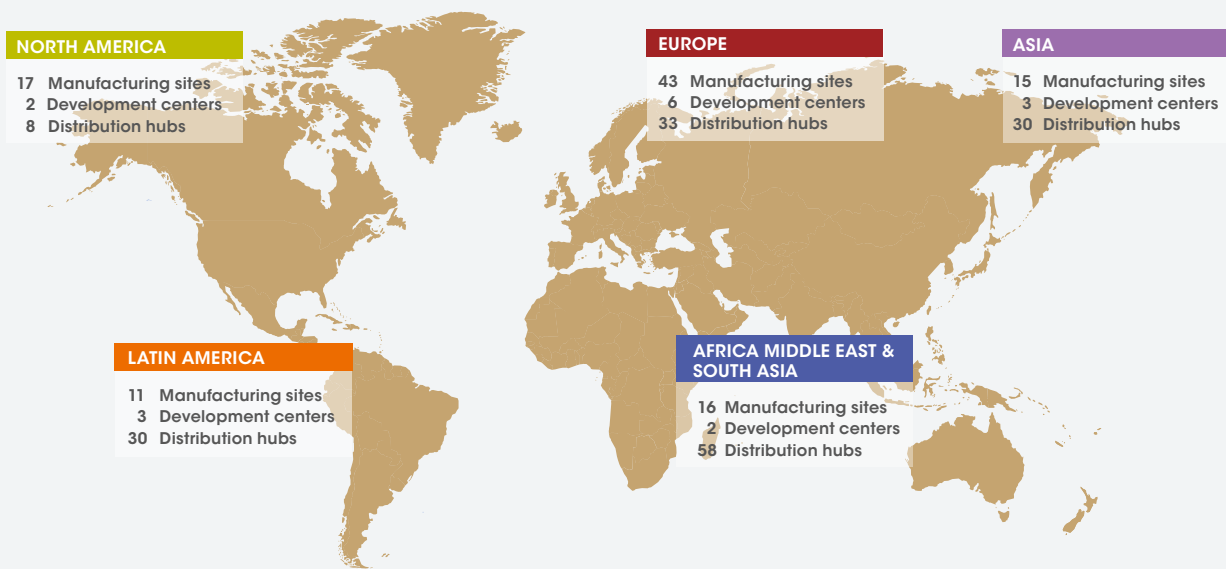 NORTH AMERICA
17 Manufacturing sites
2 Development centers
8 Distribution hubs
EUROPE
43 Manufacturing sites
6 Development centers
33 Distribution hubs
ASIA
15 Manufacturing sites
3 Development centers
30 Distribution hubs
LATIN AMERICA
11 Manufacturing sites
3 Development centers
30 Distribution hubs
AFRICA MIDDLE EAST &
SOUTH ASIA
16 Manufacturing sites
2 Development centers
58 Distribution hubs